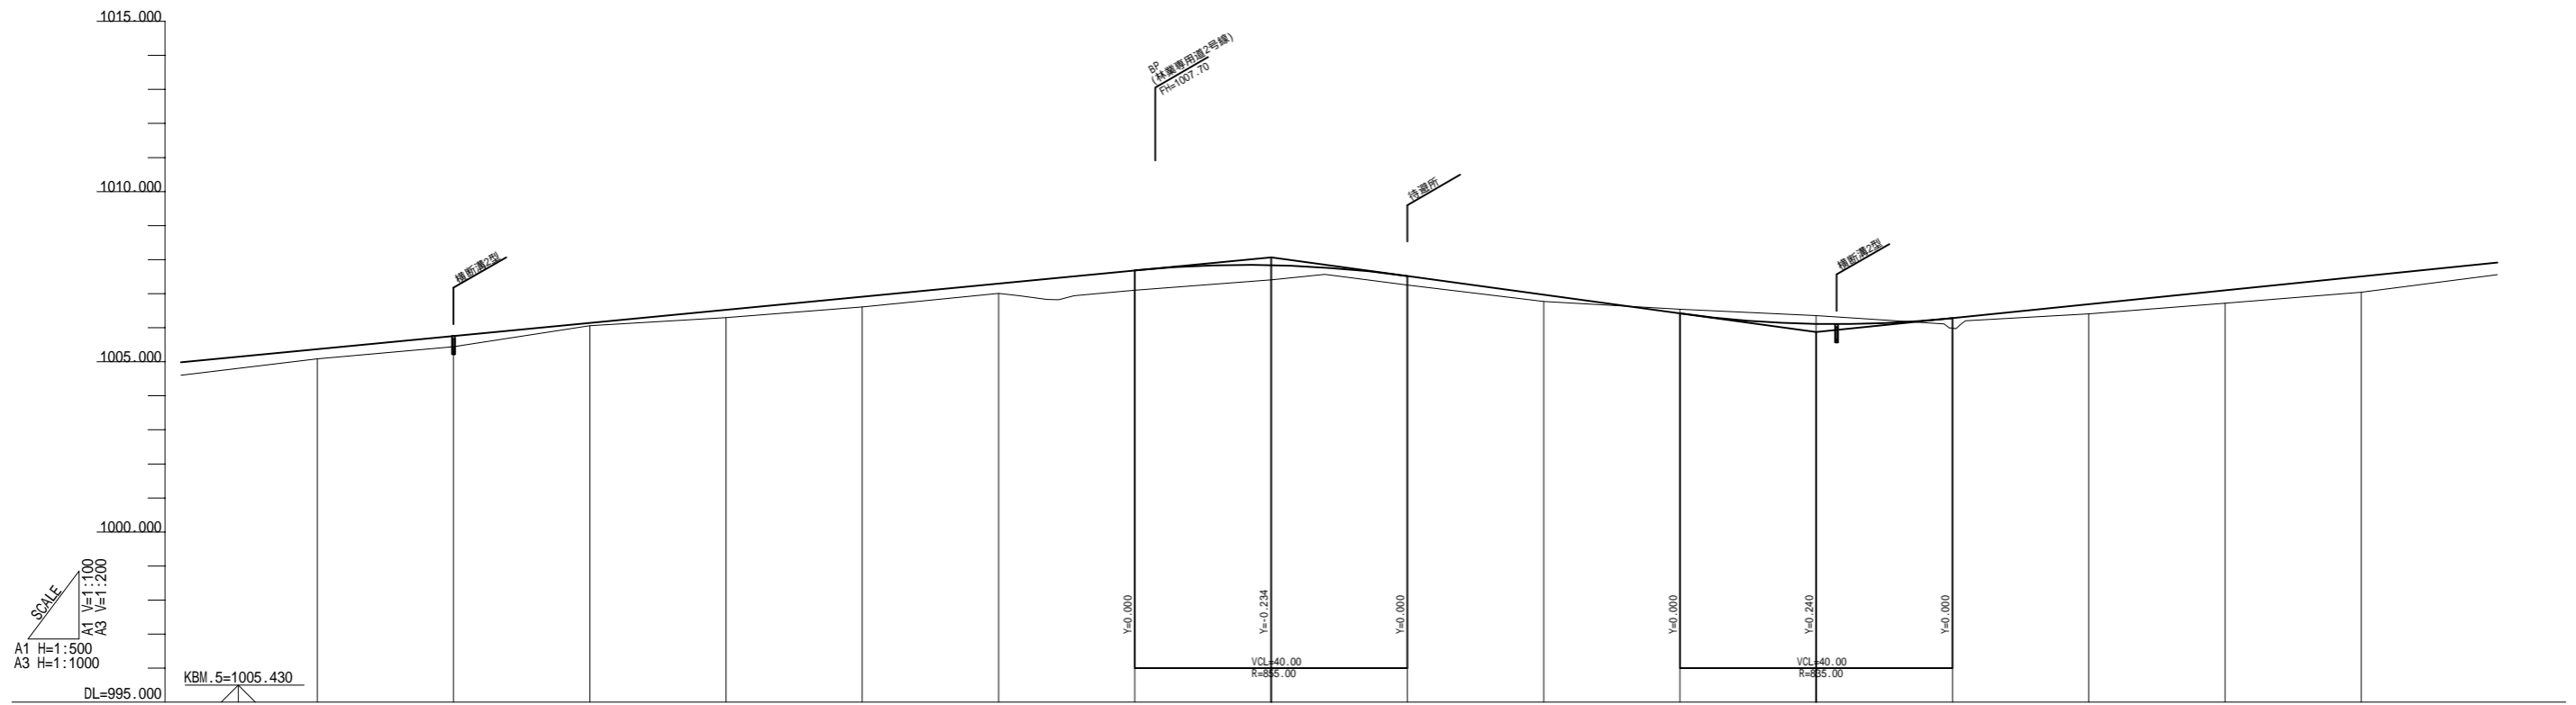 1015.000
BP
(林業専用道2号線)
FH=1007.70
1010.000
待避所
横断溝2型
横断溝2型
1005.000
1000.000
SCALE
A1 V=1:100
A3 V=1:200
A1 H=1:500
A3 H=1:1000
Y=0.000
Y=-0.234
Y=0.000
Y=0.000
Y=0.240
Y=0.000
VCL=40.00
R=855.00
VCL=40.00
R=835.00
KBM.5=1005.430
DL=995.000